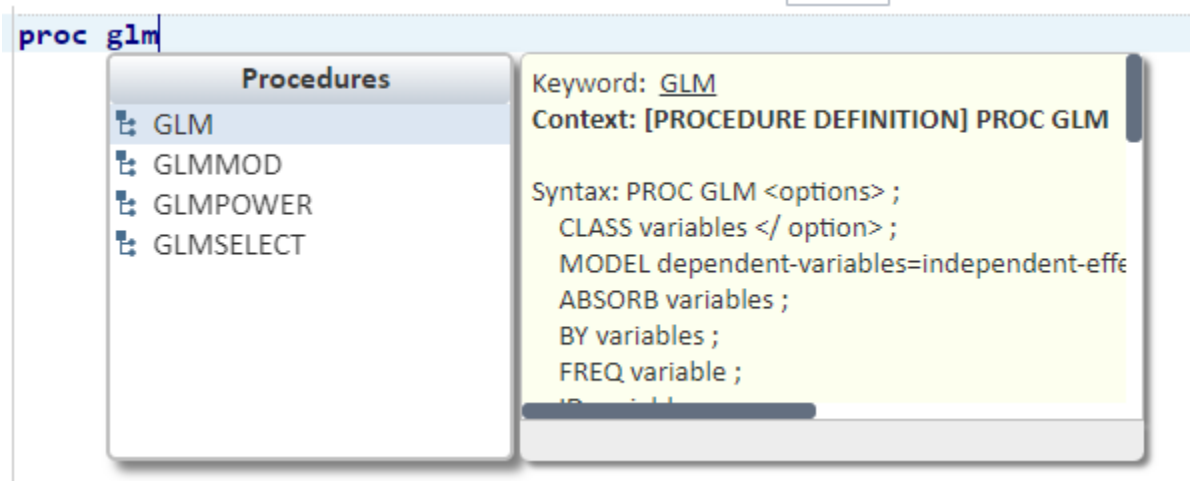 proc glm
Procedures
GLM
GLMMOD
GLMPOWER
GLMSELECT
Keyword: GLM
Context: [PROCEDURE DEFINITION] PROC GLM
Syntax: PROC GLM <options> ;
CLASS variables </ option> ;
MODEL dependent-variables=independent-effe
ABSORB variables ;
BY variables ;
FREQ variable ;